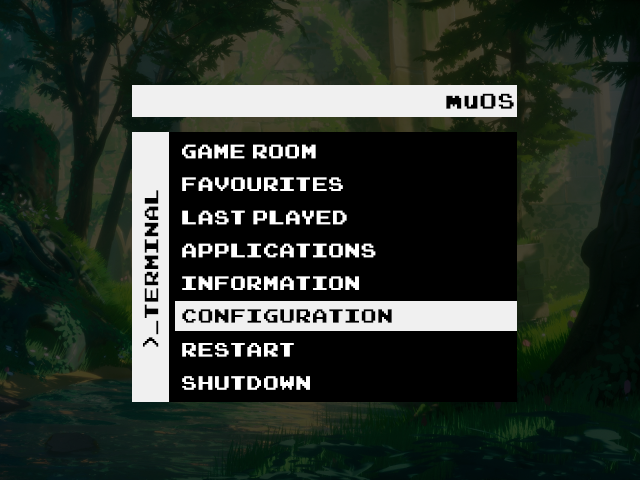 muOS
>_TERMINAL
GAME ROOM
FAVOURITES
LAST PLAYED
APPLICATIONS
INFORMATION
CONFIGURATION
RESTART
SHUTDOWN